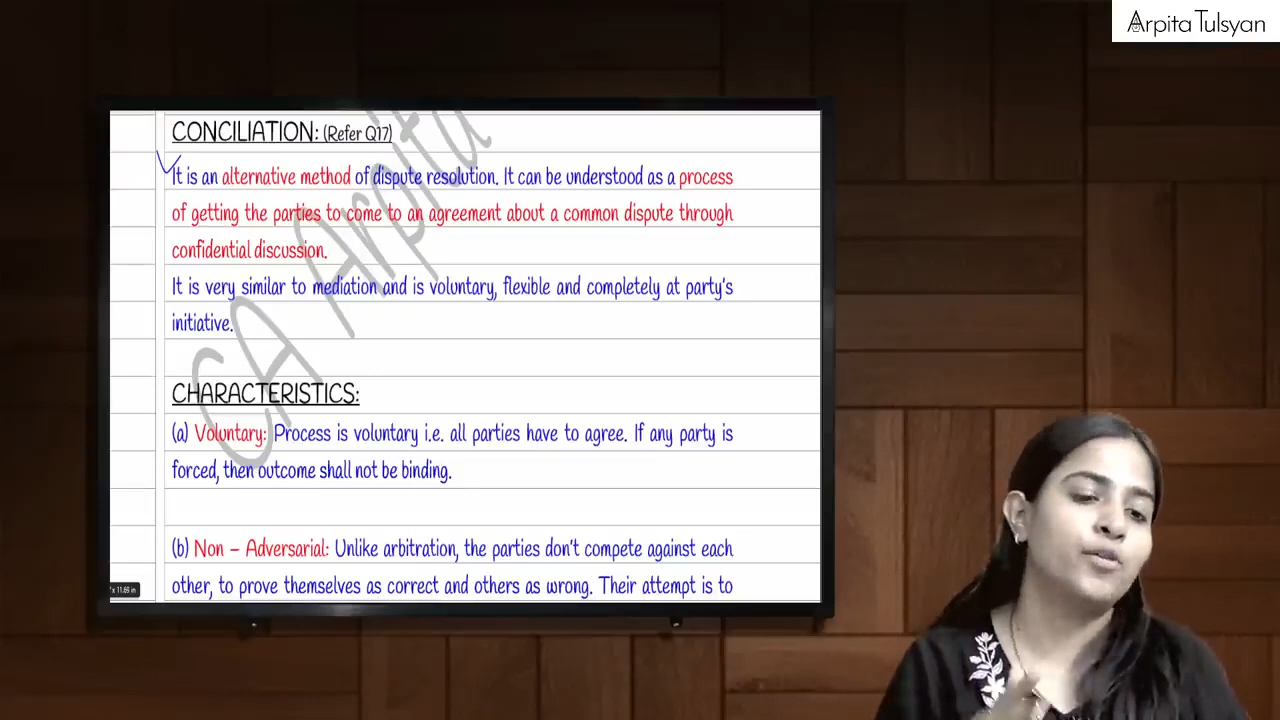 Arpita Tulsyan
CONCILIATION: (Refer Q17)
It is an alternative method of dispute resolution. It can be understood as a process
of getting the parties to come to an agreement about a common dispute through
confidential discussion.
It is very similar to mediation and is voluntary, flexible and completely at party's
initiative.
CHARACTERISTICS:
(a) Voluntary: Process is voluntary i.e. all parties have to agree. If any party is
forced, then outcome shall not be binding.
(b) Non – Adversarial: Unlike arbitration, the parties don't compete against each
other, to prove themselves as correct and others as wrong. Their attempt is to
x 11.69 in
CA Arpita